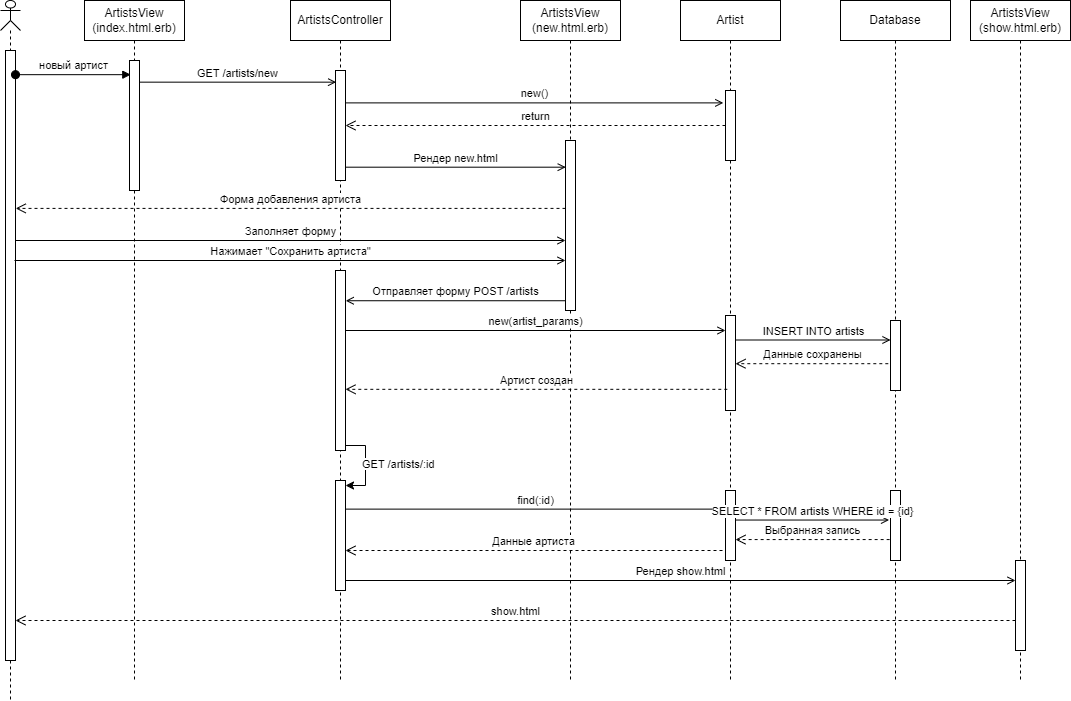 ArtistsView
(index.html.erb)
ArtistsController
ArtistsView
(new.html.erb)
Artist
Database
ArtistsView
(show.html.erb)
новый артист
GET /artists/new
new()
return
Рендер new.html
Форма добавления артиста
Заполняет форму
Нажимает "Сохранить артиста"
Отправляет форму POST /artists
new(artist_params)
INSERT INTO artists
Данные сохранены
Артист создан
GET /artists/:id
find(:id)
SELECT * FROM artists WHERE id = {id}
Выбранная запись
Данные артиста
Рендер show.html
show.html